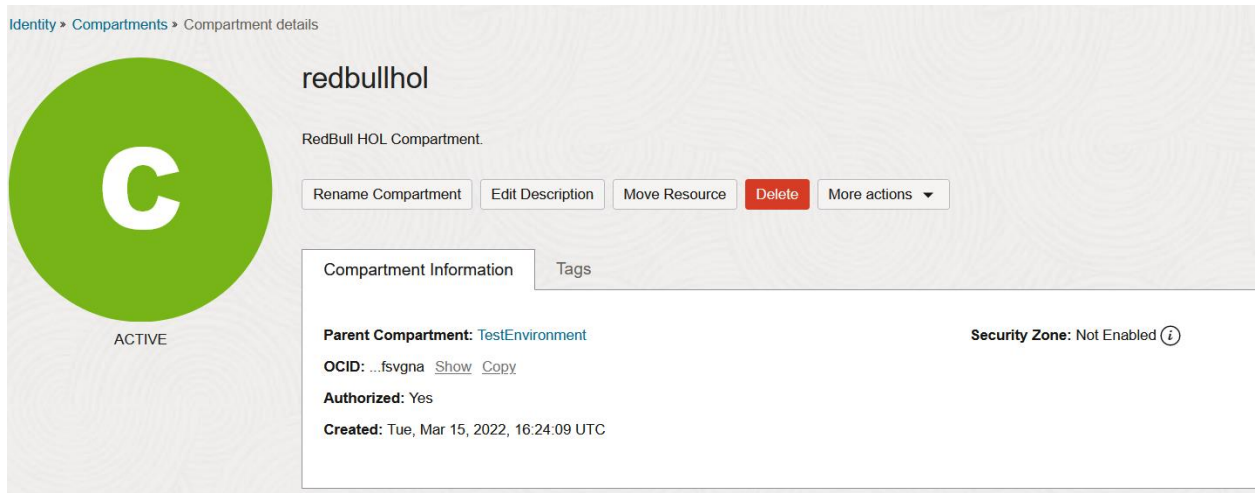 Identity » Compartments » Compartment details
redbullhol
RedBull HOL Compartment.
C
Rename Compartment Edit Description Move Resource Delete More actions
ACTIVE
Compartment Information Tags
Parent Compartment: TestEnvironment Security Zone: Not Enabled i
OCID: ...fsvgna Show Copy
Authorized: Yes
Created: Tue, Mar 15, 2022, 16:24:09 UTC